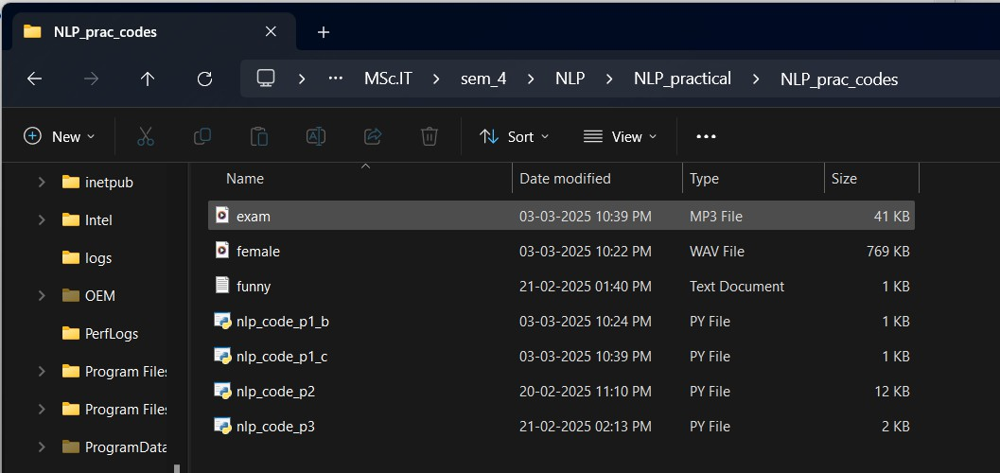 NLP_prac_codes
MSc.IT sem_4 NLP NLP_practical NLP_prac_codes
New Sort View
Name Date modified Type Size
inetpub
Intel
logs
OEM
PerfLogs
Program Files
Program Files
ProgramData
exam 03-03-2025 10:39 PM MP3 File 41 KB
female 03-03-2025 10:22 PM WAV File 769 KB
funny 21-02-2025 01:40 PM Text Document 1 KB
nlp_code_p1_b 03-03-2025 10:24 PM PY File 1 KB
nlp_code_p1_c 03-03-2025 10:39 PM PY File 1 KB
nlp_code_p2 20-02-2025 11:10 PM PY File 12 KB
nlp_code_p3 21-02-2025 02:13 PM PY File 2 KB